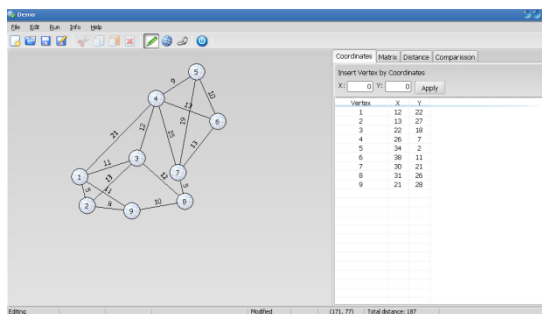 Demo
File Edit Run Info Help
Coordinates Matrix Distance Comparisson
Insert Vertex by Coordinates
X: 0 Y: 0 Apply
Vertex X Y
1 12 22
2 13 27
3 22 18
4 26 7
5 34 2
6 38 11
7 30 21
8 31 26
9 21 28
5
9
10
4
13
6
21
12
25
19
13
3
11
7
1
13
12
5
5
11
2
8
9
10
8
Editing Modified (171, 77) Total distance: 187